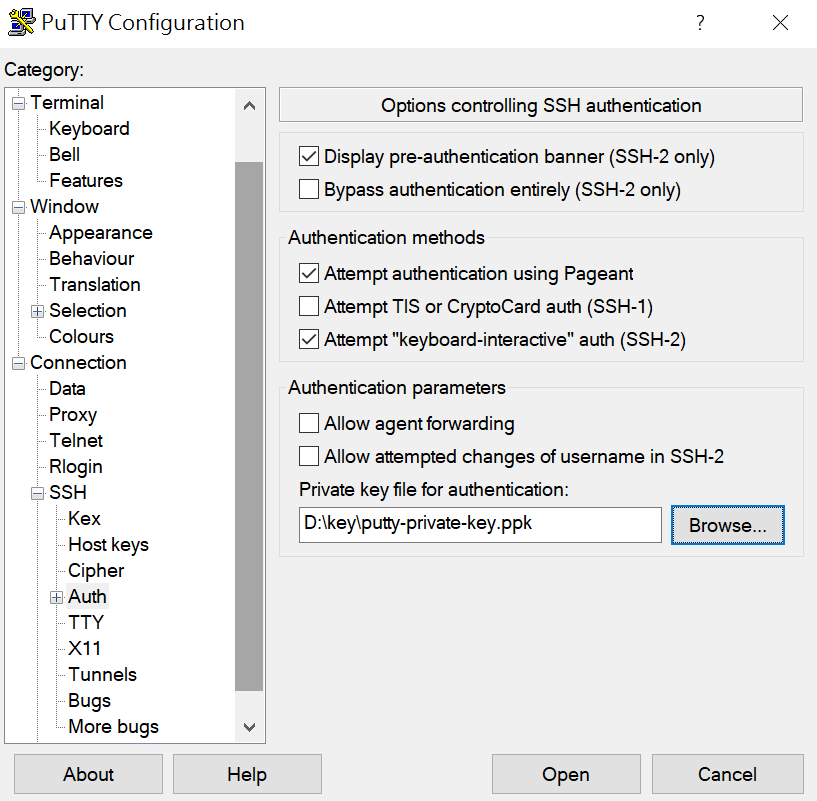 PuTTY Configuration
Category:
Terminal
Keyboard
Bell
Features
Window
Appearance
Behaviour
Translation
Selection
Colours
Connection
Data
Proxy
Telnet
Rlogin
SSH
Kex
Host keys
Cipher
Auth
TTY
X11
Tunnels
Bugs
More bugs
Options controlling SSH authentication
Display pre-authentication banner (SSH-2 only)
Bypass authentication entirely (SSH-2 only)
Authentication methods
Attempt authentication using Pageant
Attempt TIS or CryptoCard auth (SSH-1)
Attempt "keyboard-interactive" auth (SSH-2)
Authentication parameters
Allow agent forwarding
Allow attempted changes of username in SSH-2
Private key file for authentication:
D:\key\putty-private-key.ppk
Browse...
About
Help
Open
Cancel